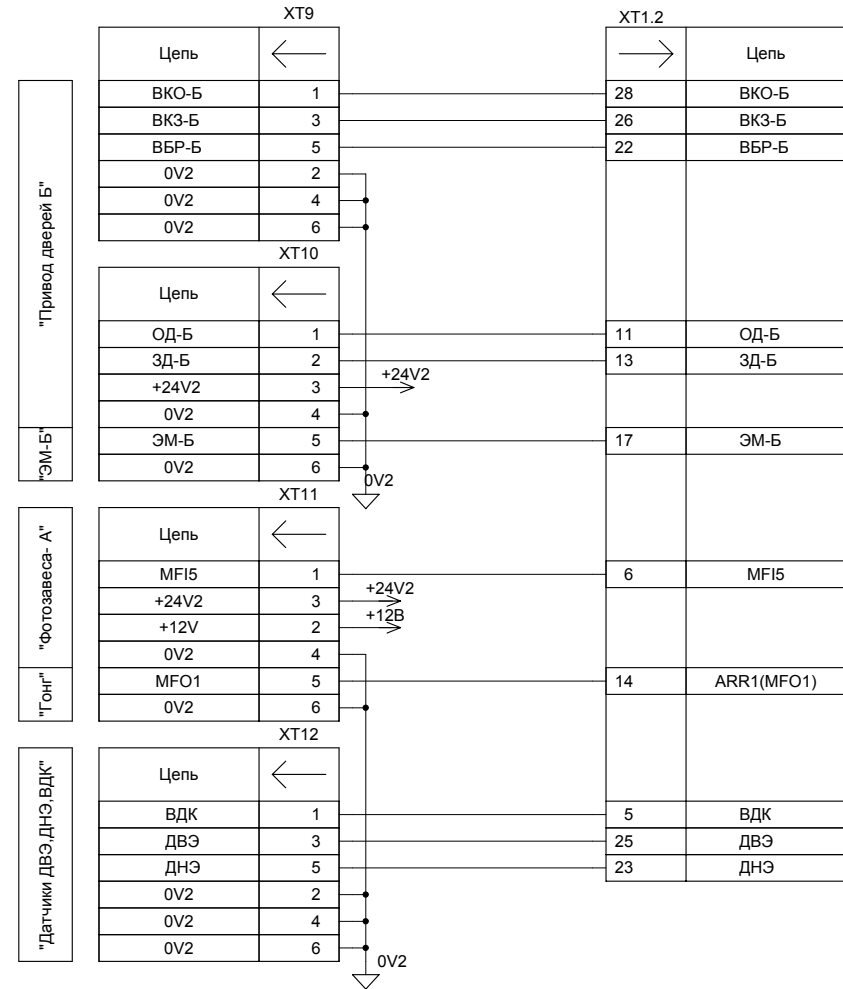 XT9
Цепь
ВКО-Б 1
ВКЗ-Б 3
ВБР-Б 5
0V2 2
0V2 4
0V2 6
"Привод дверей Б"
XT10
Цепь
ОД-Б 1
ЗД-Б 2
+24V2 3 +24V2
0V2 4
ЭМ-Б 5
0V2 6
0V2
"ЭМ-Б"
XT11
Цепь
MFI5 1
+24V2 3 +24V2
+12V 2 +12В
0V2 4
MFO1 5
0V2 6
"Фотозавеса- А"
"Гонг"
XT12
Цепь
ВДК 1
ДВЭ 3
ДНЭ 5
0V2 2
0V2 4
0V2 6
0V2
"Датчики ДВЭ,ДНЭ,ВДК"
XT1.2
Цепь
28 ВКО-Б
26 ВКЗ-Б
22 ВБР-Б
11 ОД-Б
13 ЗД-Б
17 ЭМ-Б
6 MFI5
14 ARR1(MFO1)
5 ВДК
25 ДВЭ
23 ДНЭ